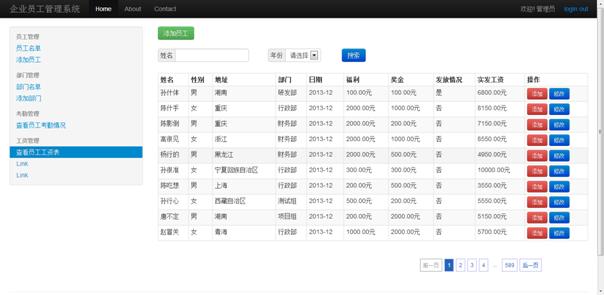 企业员工管理系统 Home About Contact 欢迎! 管理员 login out
员工管理
员工名单
添加员工
部门管理
部门名单
添加部门
考勤管理
查看员工考勤情况
工资管理
查看员工工资表
Link
Link
添加员工
姓名 年份 请选择 搜索
姓名 性别 地址 部门 日期 福利 奖金 发放情况 实发工资 操作
孙什体 男 湖南 研发部 2013-12 100.00元 100.00元 是 6800.00元 添加 修改
陈什手 女 重庆 行政部 2013-12 2000.00元 1000.00元 否 8150.00元 添加 修改
陈影倒 男 重庆 财务部 2013-12 2000.00元 200.00元 否 7150.00元 添加 修改
富很见 女 浙江 财务部 2013-12 2000.00元 1000.00元 否 8550.00元 添加 修改
杨行的 男 黑龙江 财务部 2013-12 2000.00元 500.00元 否 4950.00元 添加 修改
孙很准 女 宁夏回族自治区 行政部 2013-12 300.00元 300.00元 否 10000.00元 添加 修改
陈吃想 男 上海 行政部 2013-12 200.00元 500.00元 否 3550.00元 添加 修改
孙行心 女 西藏自治区 测试组 2013-12 500.00元 200.00元 否 5550.00元 添加 修改
唐不定 男 湖南 项目组 2013-12 200.00元 2000.00元 否 5150.00元 添加 修改
赵冒关 女 青海 行政部 2013-12 1000.00元 2000.00元 否 5700.00元 添加 修改
前一页 1 2 3 4 ... 589 后一页